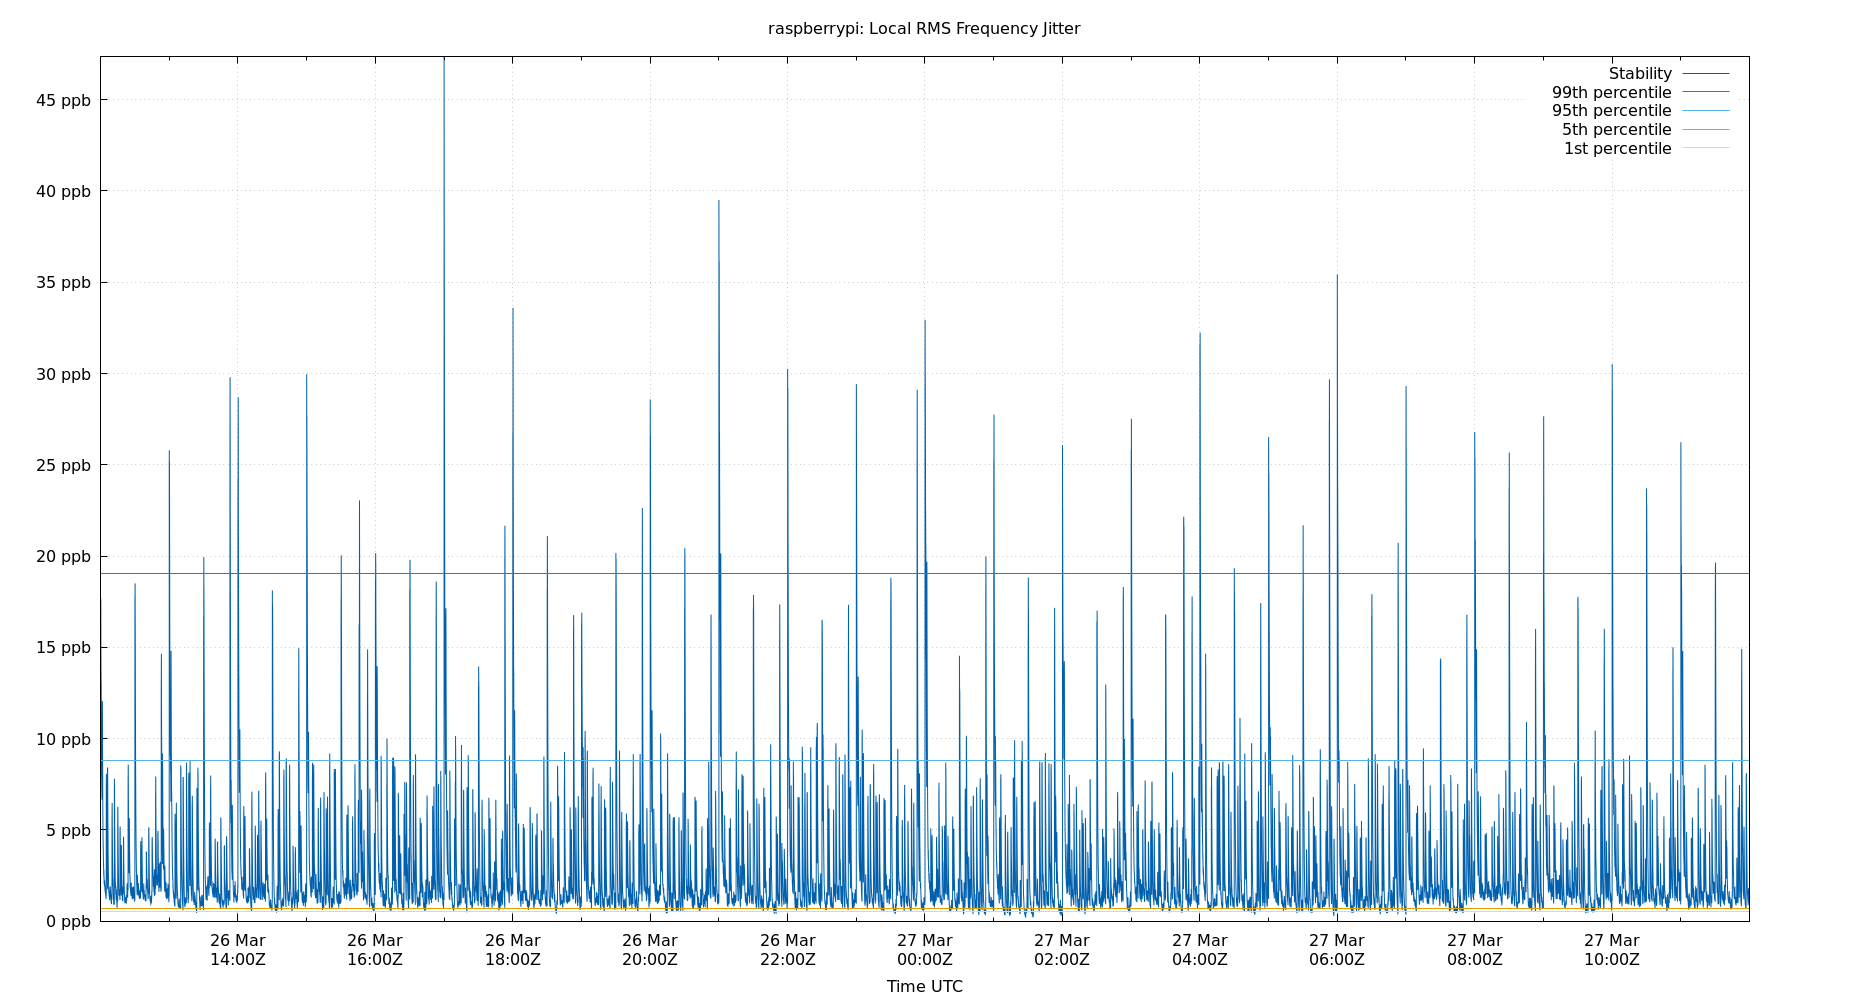 raspberrypi: Local RMS Frequency Jitter
Stability
99th percentile
95th percentile
5th percentile
1st percentile
45 ppb
40 ppb
35 ppb
30 ppb
25 ppb
20 ppb
15 ppb
10 ppb
5 ppb
0 ppb
26 Mar 26 Mar 26 Mar 26 Mar 26 Mar 27 Mar 27 Mar 27 Mar 27 Mar 27 Mar 27 Mar
14:00Z 16:00Z 18:00Z 20:00Z 22:00Z 00:00Z 02:00Z 04:00Z 06:00Z 08:00Z 10:00Z
Time UTC